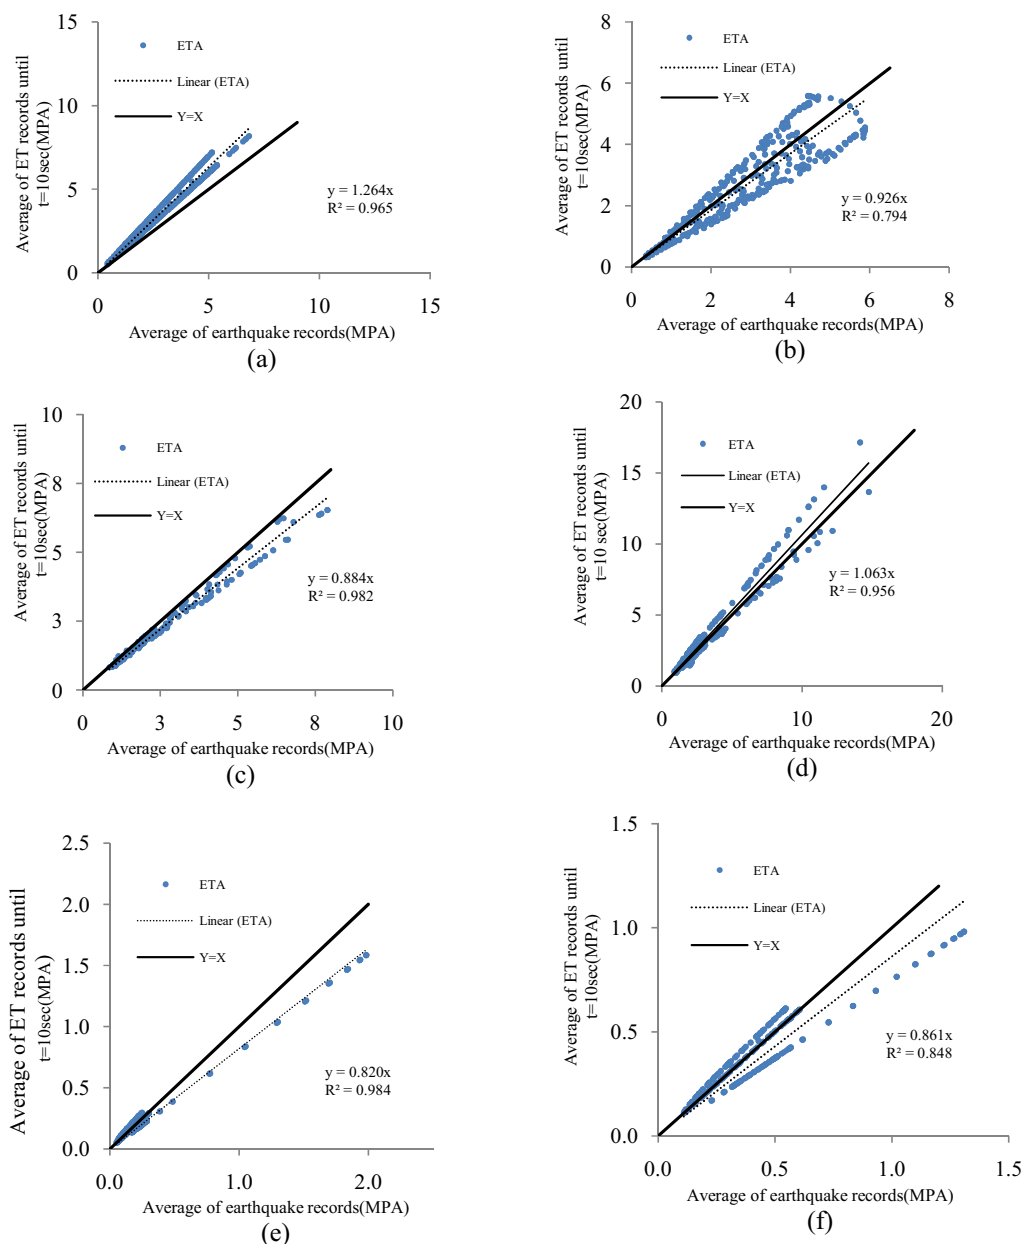 15
10
5
0
0
5
10
15
Average of ET records until
t=10sec(MPA)
ETA
Linear (ETA)
Y=X
y = 1.264x
R² = 0.965
Average of earthquake records(MPA)
(a)
8
6
4
2
0
0
2
4
6
8
Average of ET records until
t=10sec(MPA)
ETA
Linear (ETA)
Y=X
y = 0.926x
R² = 0.794
Average of earthquake records(MPA)
(b)
10
8
5
3
0
0
3
5
8
10
Average of ET records until
t=10sec(MPA)
ETA
Linear (ETA)
Y=X
y = 0.884x
R² = 0.982
Average of earthquake records(MPA)
(c)
20
15
10
5
0
0
10
20
Average of ET records until
t=10 sec(MPA)
ETA
Linear (ETA)
Y=X
y = 1.063x
R² = 0.956
Average of earthquake records(MPA)
(d)
2.5
2.0
1.5
1.0
0.5
0.0
0.0
1.0
2.0
Average of ET records until
t=10sec(MPA)
ETA
Linear (ETA)
Y=X
y = 0.820x
R² = 0.984
Average of earthquake records(MPA)
(e)
1.5
1.0
0.5
0.0
0.0
0.5
1.0
1.5
Average of ET records until
t=10sec(MPA)
ETA
Linear (ETA)
Y=X
y = 0.861x
R² = 0.848
Average of earthquake records(MPA)
(f)